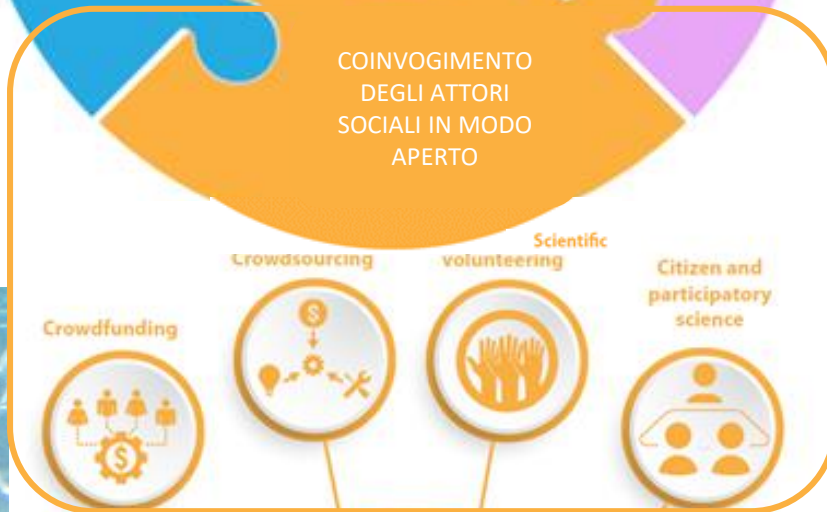 COINVOGIMENTO
DEGLI ATTORI
SOCIALI IN MODO
APERTO
Scientific
Crowdsourcing
volunteering
Citizen and
participatory
science
Crowdfunding
$
$